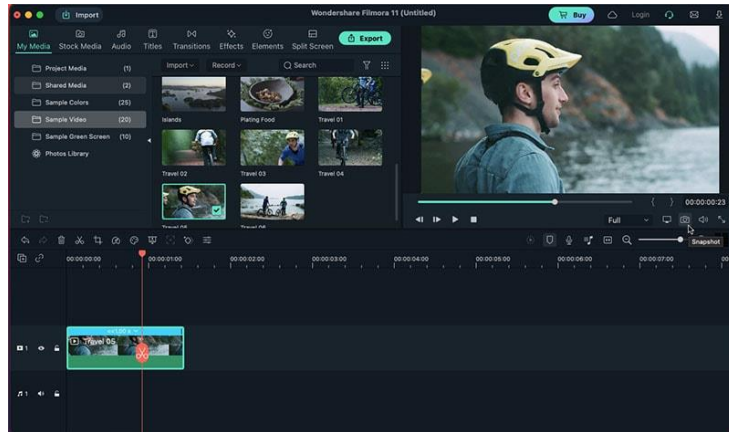 Import
Wondershare Filmora 11 (Untitled)
Buy
Login
My Media
Stock Media
Audio
Titles
Transitions
Effects
Elements
Split Screen
Export
Project Media (1)
Shared Media (2)
Sample Colors (25)
Sample Video (20)
Sample Green Screen (10)
Photos Library
Import
Record
Search
Islands
Plating Food
Travel 01
Travel 02
Travel 03
Travel 04
{ } 00:00:00:23
Full
Snapshot
00:00:00:00
00:00:01:00
00:00:02:00
00:00:03:00
00:00:04:00
00:00:05:00
00:00:06:00
00:00:07:00
00
Travel 05
1
1